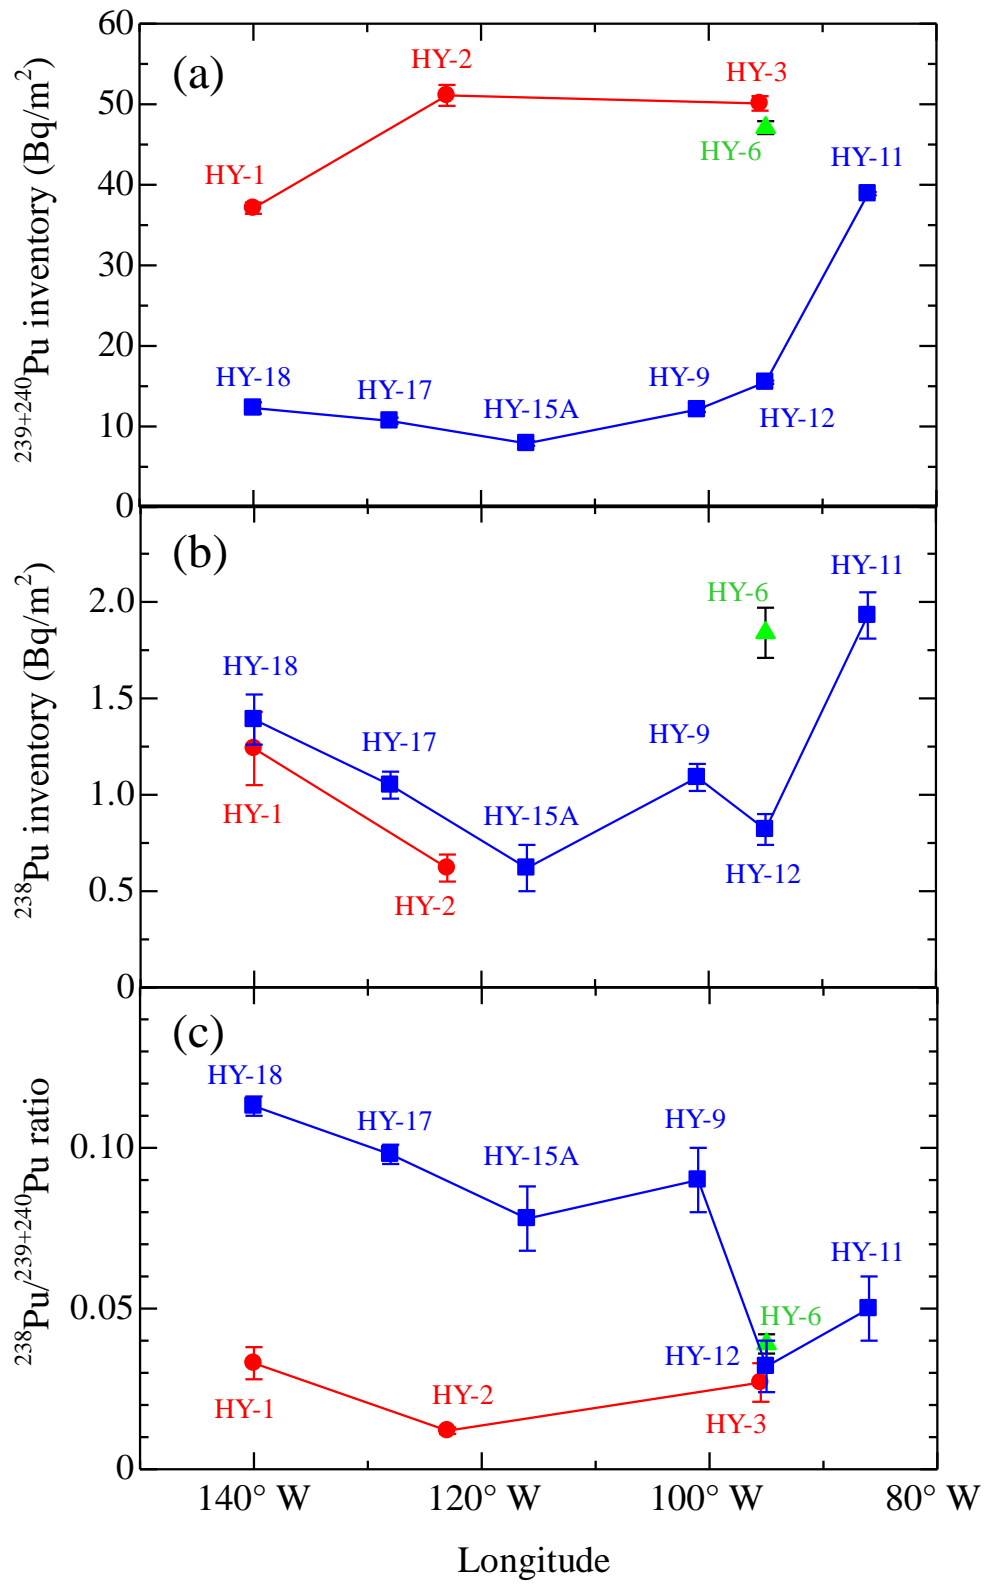 (a)
239+240Pu inventory (Bq/m2)
60
50
40
30
20
10
0
HY-1
HY-2
HY-3
HY-6
HY-11
HY-18
HY-17
HY-15A
HY-9
HY-12
(b)
238Pu inventory (Bq/m2)
2.0
1.5
1.0
0.5
0
HY-6
HY-11
HY-18
HY-17
HY-9
HY-1
HY-15A
HY-12
HY-2
(c)
238Pu/239+240Pu ratio
0.10
0.05
0
HY-18
HY-17
HY-15A
HY-9
HY-11
HY-6
HY-12
HY-1
HY-2
HY-3
140° W
120° W
100° W
80° W
Longitude